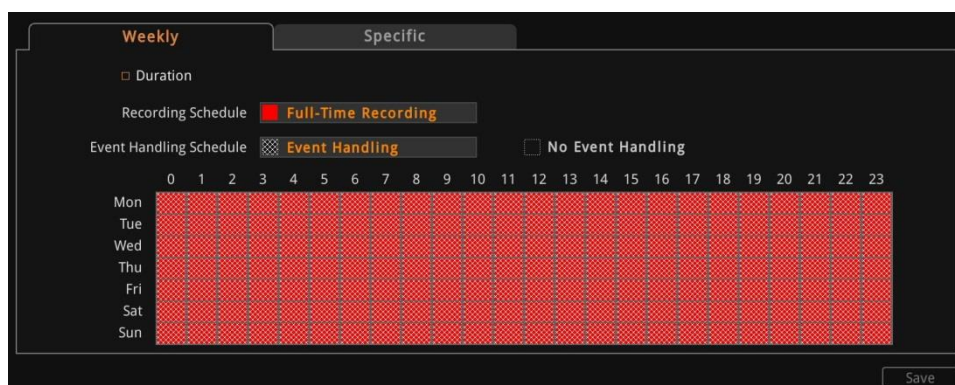 Weekly Specific
Duration
Recording Schedule Full-Time Recording
Event Handling Schedule Event Handling No Event Handling
0 1 2 3 4 5 6 7 8 9 10 11 12 13 14 15 16 17 18 19 20 21 22 23
Mon
Tue
Wed
Thu
Fri
Sat
Sun
Save